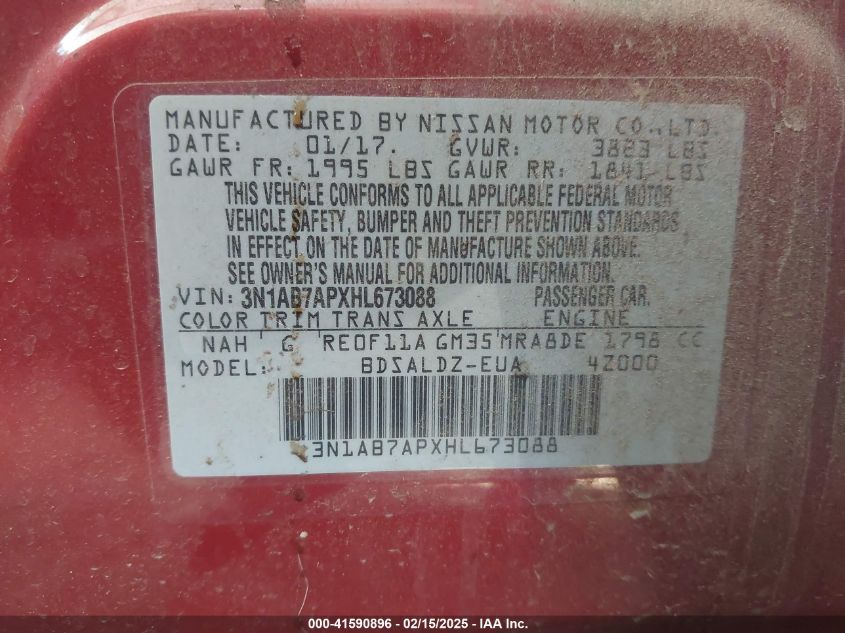 MANUFACTURED BY NISSAN MOTOR CO.,LTD.
DATE: 01/17. GVWR: 3883 LBS
GAWR FR: 1995 LBS GAWR RR: 1841 LBS
THIS VEHICLE CONFORMS TO ALL APPLICABLE FEDERAL MOTOR
VEHICLE SAFETY, BUMPER AND THEFT PREVENTION STANDARDS
IN EFFECT ON THE DATE OF MANUFACTURE SHOWN ABOVE.
SEE OWNER'S MANUAL FOR ADDITIONAL INFORMATION.
VIN: 3N1AB7APXHL673088 PASSENGER CAR.
COLOR TRIM TRANS AXLE ENGINE
NAH G RE0F11A GM35 MRA8DE 1798 CC
MODEL: BDSALDZ-EUA 4Z000
3N1AB7APXHL673088
000-41590896 - 02/15/2025 - IAA Inc.